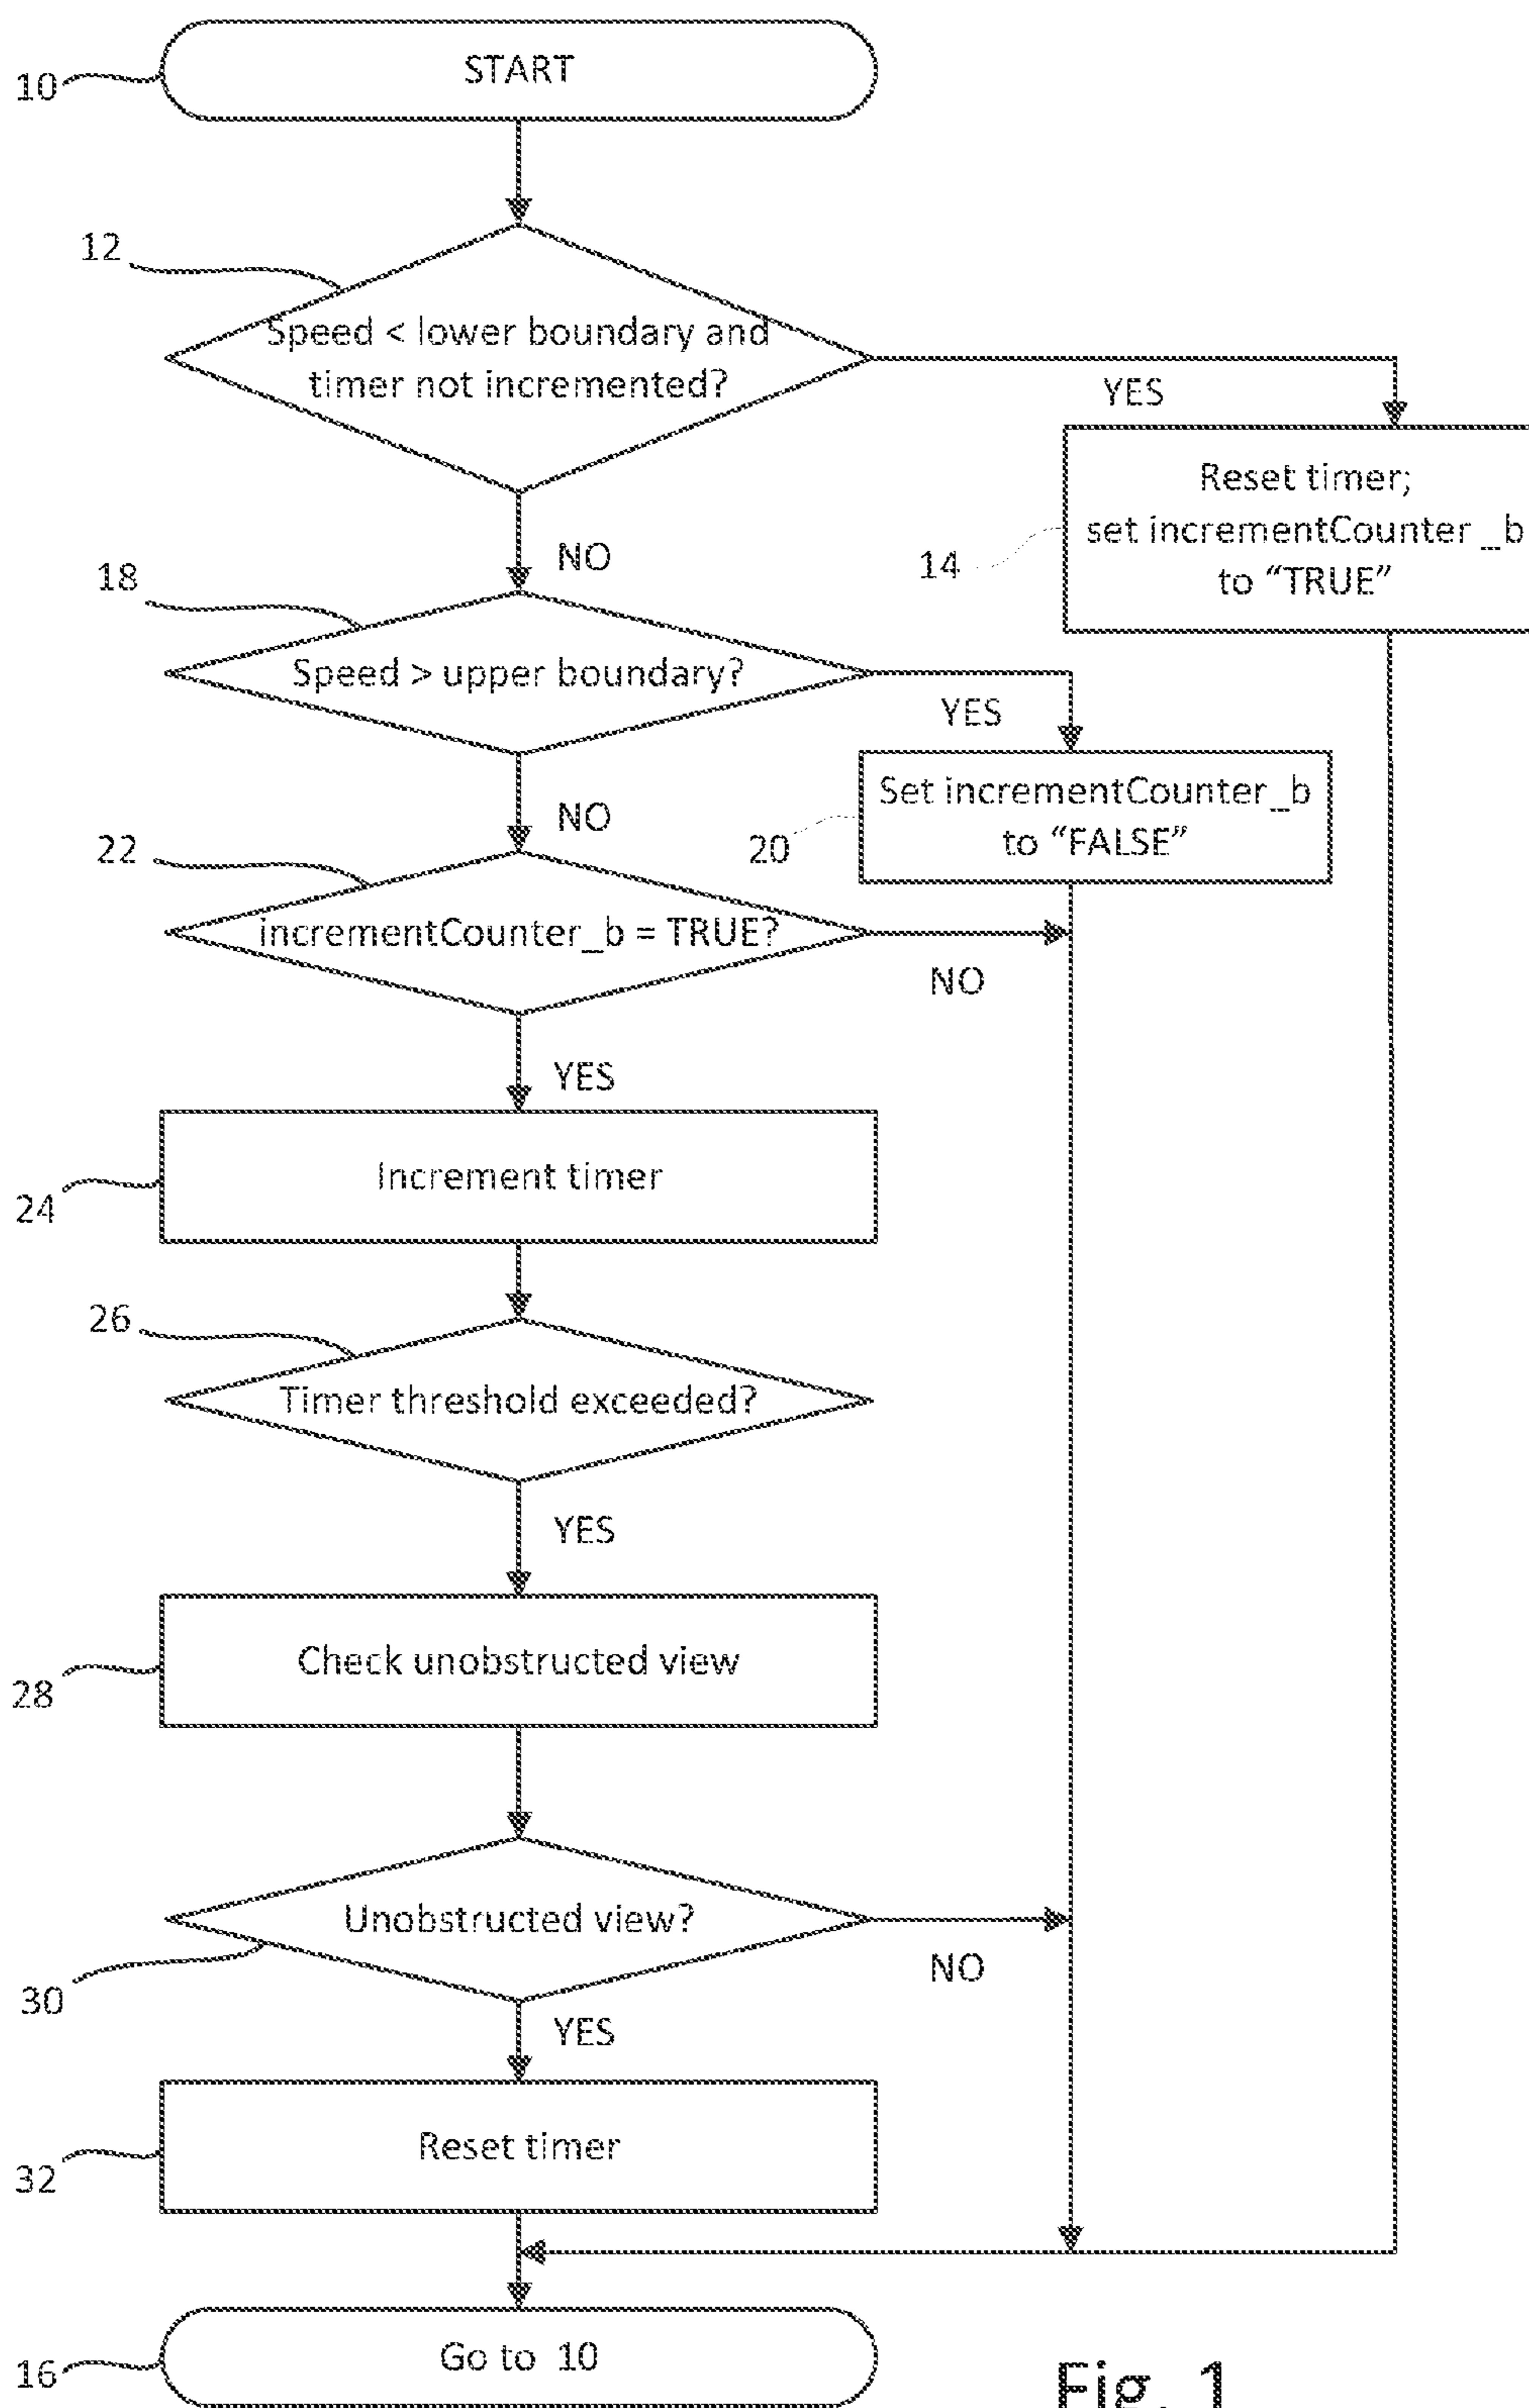 START
10
12
Speed < lower boundary and
timer not incremented?
YES
Reset timer;
set incrementCounter _b
to “TRUE”
14
NO
18
Speed > upper boundary?
YES
Set incrementCounter_b
to “FALSE”
20
NO
22
incrementCounter_b = TRUE?
NO
YES
Increment timer
24
26
Timer threshold exceeded?
YES
Check unobstructed view
28
Unobstructed view?
NO
30
YES
Reset timer
32
Go to 10
16
Fig. 1